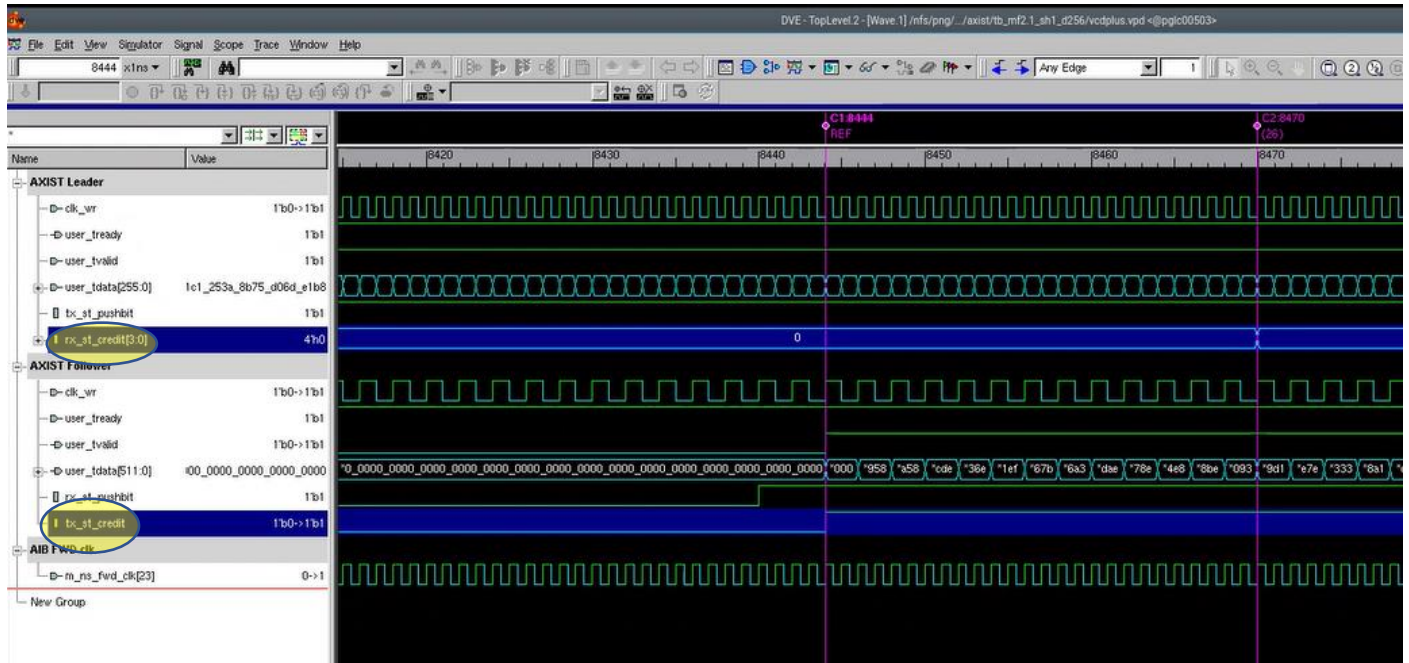 dve
DVE - TopLevel.2 - [Wave.1] /nfs/png/.../axist/tb_mf2.1_sh1_d256/vcdplus.vpd <@pglc00503>
File Edit View Simulator Signal Scope Trace Window Help
8444 x1ns Any Edge 1
C1:8444 C2:8470
REF (26)
Name Value 8420 8430 8440 8450 8460 8470
AXIST Leader
clk_wr 1'b0->1'b1
user_tready 1'b1
user_tvalid 1'b1
user_tdata[255:0] 1c1_253a_8b75_d06d_e1b8
tx_st_pushbit 1'b1
rx_st_credit[3:0] 4'h0 0
AXIST Follower
clk_wr 1'b0->1'b1
user_tready 1'b1
user_tvalid 1'b0->1'b1
user_tdata[511:0] 00_0000_0000_0000_0000 *0_0000_0000_0000_0000_0000_0000_0000_0000_0000_0000_0000_0000_0000 *000 *958 *a58 *cde *36e *1ef *67b *6a3 *dae *78e *4e8 *8be *093 *9d1 *e7e *333 *8a1
rx_st_pushbit 1'b1
tx_st_credit 1'b0->1'b1
AIB FWD clk
m_ns_fwd_clk[23] 0->1
New Group